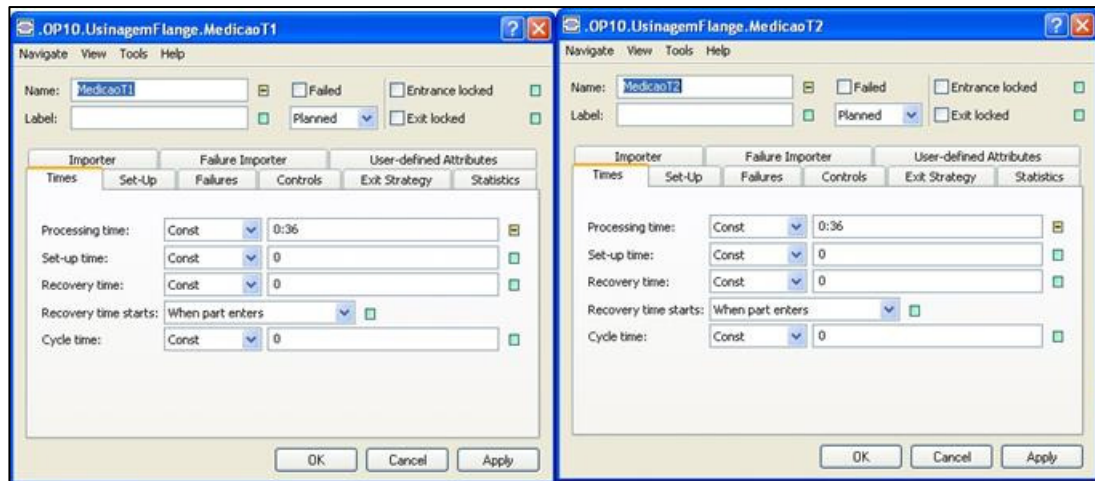 .OP10.UsinagemFlange.MedicaoT1
Navigate View Tools Help
Name: MedicaoT1 Failed Entrance locked
Label: Planned Exit locked
Importer Failure Importer User-defined Attributes
Times Set-Up Failures Controls Exit Strategy Statistics
Processing time: Const 0:36
Set-up time: Const 0
Recovery time: Const 0
Recovery time starts: When part enters
Cycle time: Const 0
OK Cancel Apply
.OP10.UsinagemFlange.MedicaoT2
Navigate View Tools Help
Name: MedicaoT2 Failed Entrance locked
Label: Planned Exit locked
Importer Failure Importer User-defined Attributes
Times Set-Up Failures Controls Exit Strategy Statistics
Processing time: Const 0:36
Set-up time: Const 0
Recovery time: Const 0
Recovery time starts: When part enters
Cycle time: Const 0
OK Cancel Apply